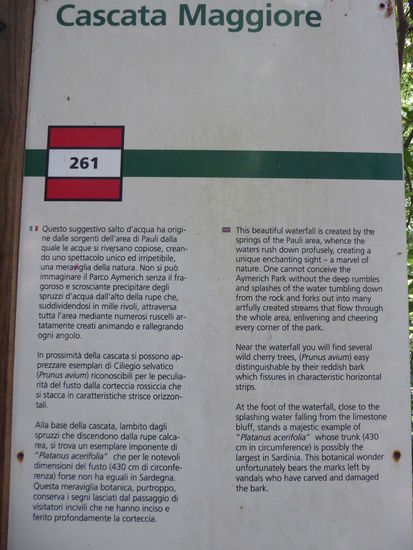 Cascata Maggiore
261
Questo suggestivo salto d'acqua ha origi-
ne dalle sorgenti dell'area di Pauli dalla
quale le acque si riversano copiose, crean-
do uno spettacolo unico ed irripetibile,
una meraviglia della natura. Non si può
immaginare il Parco Aymerich senza il fra-
goroso e scrosciante precipitare degli
spruzzi d'acqua dall'alto della rupe che,
suddividendosi in mille rivoli, attraversa
tutta l'area mediante numerosi ruscelli ar-
tatamente creati animando e rallegrando
ogni angolo.
In prossimità della cascata si possono ap-
prezzare esemplari di Ciliegio selvatico
(Prunus avium) riconoscibili per le peculia-
rità del fusto dalla corteccia rossiccia che
si stacca in caratteristiche strisce orizzon-
tali.
Alla base della cascata, lambito dagli
spruzzi che discendono dalla rupe calca-
rea, si trova un esemplare imponente di
"Platanus acerifolia" che per le notevoli
dimensioni del fusto (430 cm di circonfe-
renza) forse non ha eguali in Sardegna.
Questa meraviglia botanica, purtroppo,
conserva i segni lasciati dal passaggio di
visitatori incivili che ne hanno inciso e
ferito profondamente la corteccia.
This beautiful waterfall is created by the
springs of the Pauli area, whence the
waters rush down profusely, creating a
unique enchanting sight – a marvel of
nature. One cannot conceive the
Aymerich Park without the deep rumbles
and splashes of the water tumbling down
from the rock and forks out into many
artfully created streams that flow through
the whole area, enlivening and cheering
every corner of the park.
Near the waterfall you will find several
wild cherry trees, (Prunus avium) easy
distinguishable by their reddish bark
which fissures in characteristic horizontal
strips.
At the foot of the waterfall, close to the
splashing water falling from the limestone
bluff, stands a majestic example of
"Platanus acerifolia" whose trunk (430
cm in circumference) is possibly the
largest in Sardinia. This botanical wonder
unfortunately bears the marks left by
vandals who have carved and damaged
the bark.